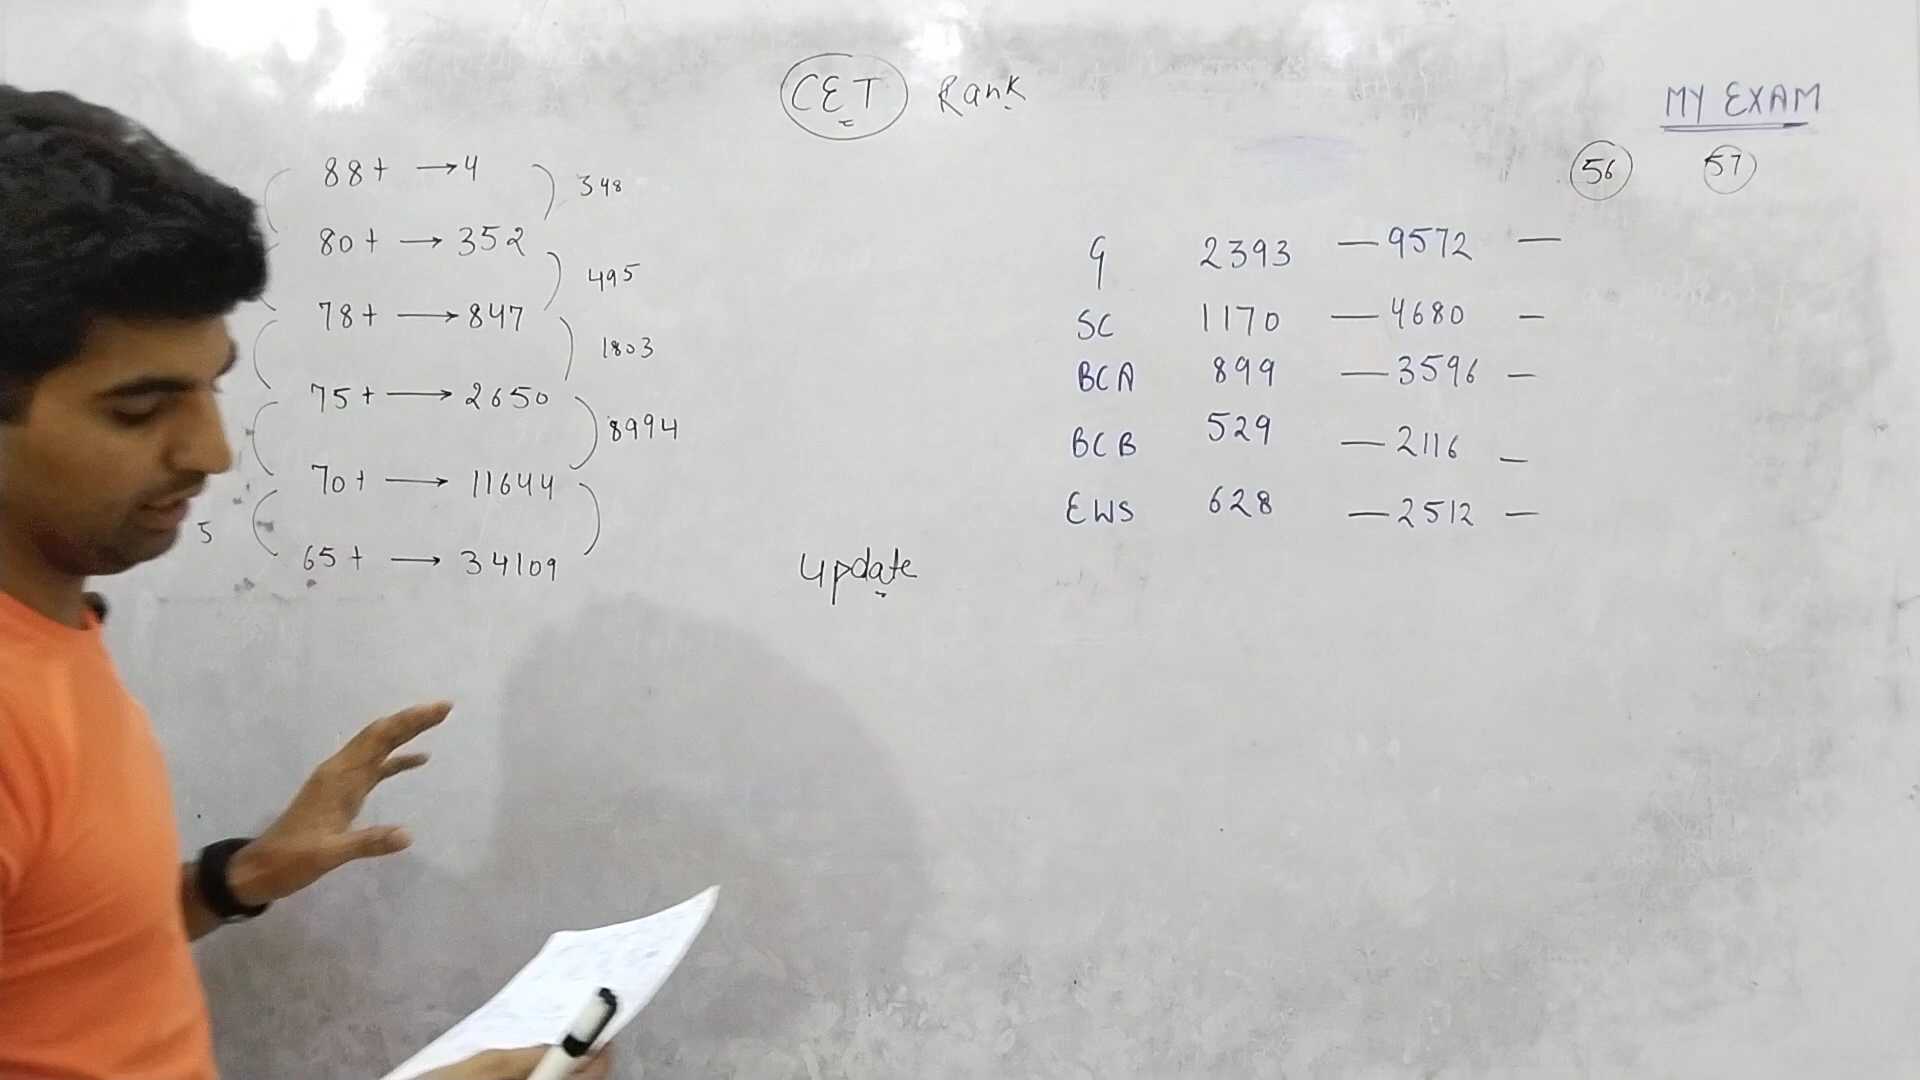 CET Rank
MY EXAM
56 57
88+ → 4
348
80+ → 352
495
78+ → 847
1803
75+ → 2650
8994
70+ → 11644
5
65+ → 34109
G 2393 — 9572 —
SC 1170 — 4680 —
BCA 899 — 3596 —
BCB 529 — 2116 —
EWS 628 — 2512 —
Update